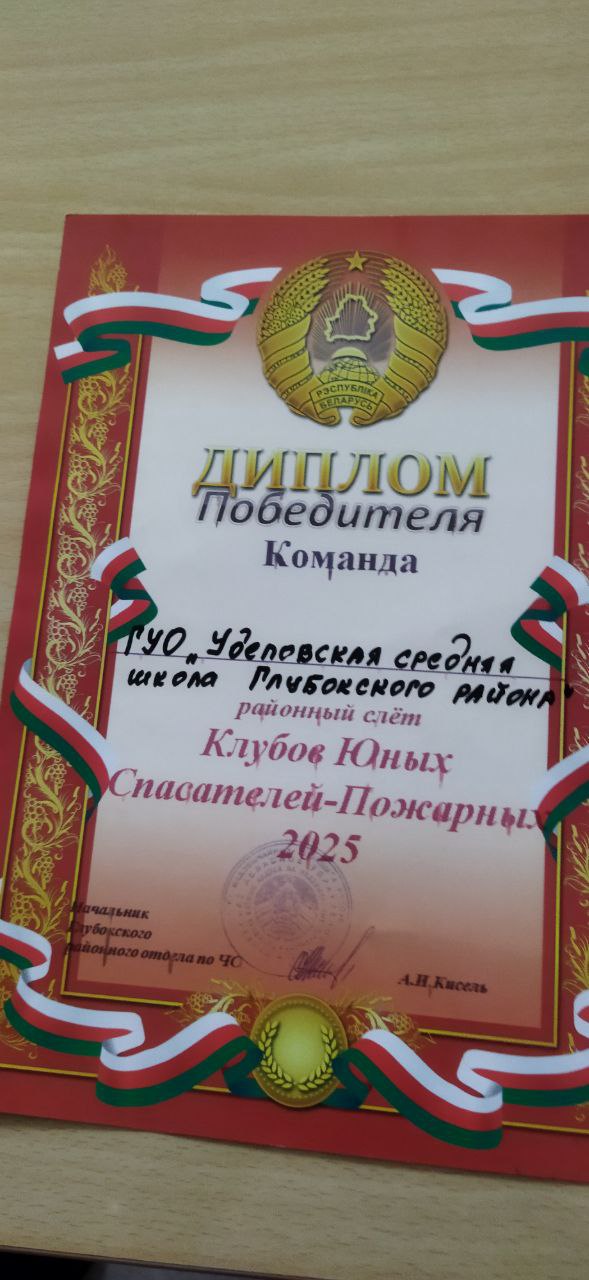 РЭСПУБЛІКА
БЕЛАРУСЬ
ДИПЛОМ
Победителя
Команда
ГУО „Уделовская средняя
школа Глубокского района"
районный слёт
Клубов Юных
Спасателей-Пожарных
2025
Начальник
Глубокского
районного отдела по ЧС
А.И.Кисель